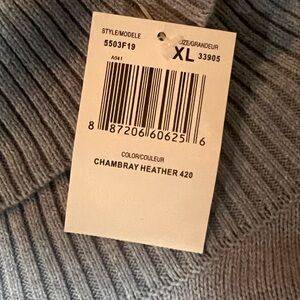 STYLE/MODELE
SIZE/GRANDEUR
5503F19
XL 33905
A041
8 87206 60625 6
COLOR/COULEUR
CHAMBRAY HEATHER 420